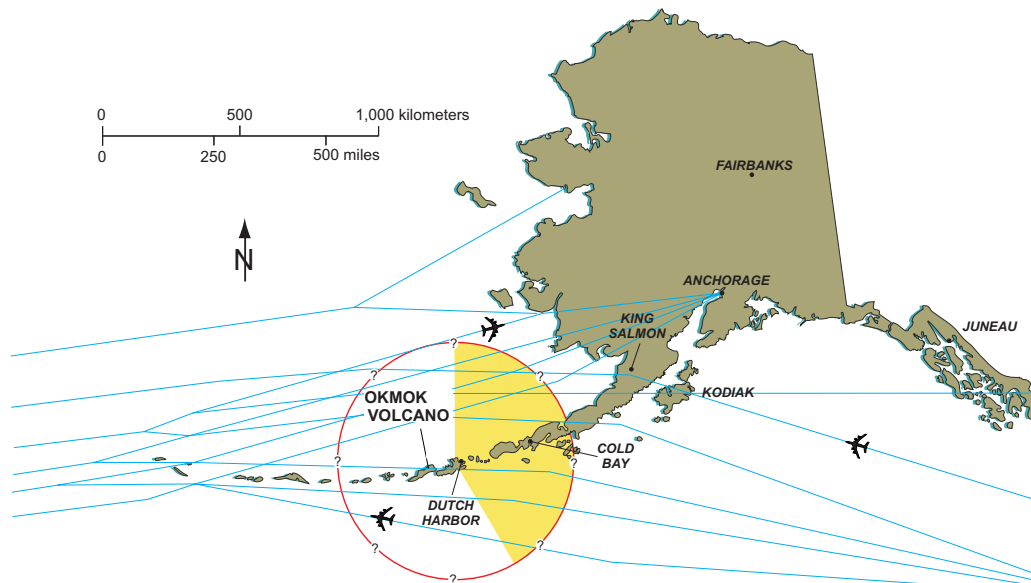 0 500 1,000 kilometers
0 250 500 miles
N
FAIRBANKS
ANCHORAGE
KING
SALMON
JUNEAU
KODIAK
OKMOK
VOLCANO
COLD
BAY
DUTCH
HARBOR
?
?
?
?
?
?
?
?